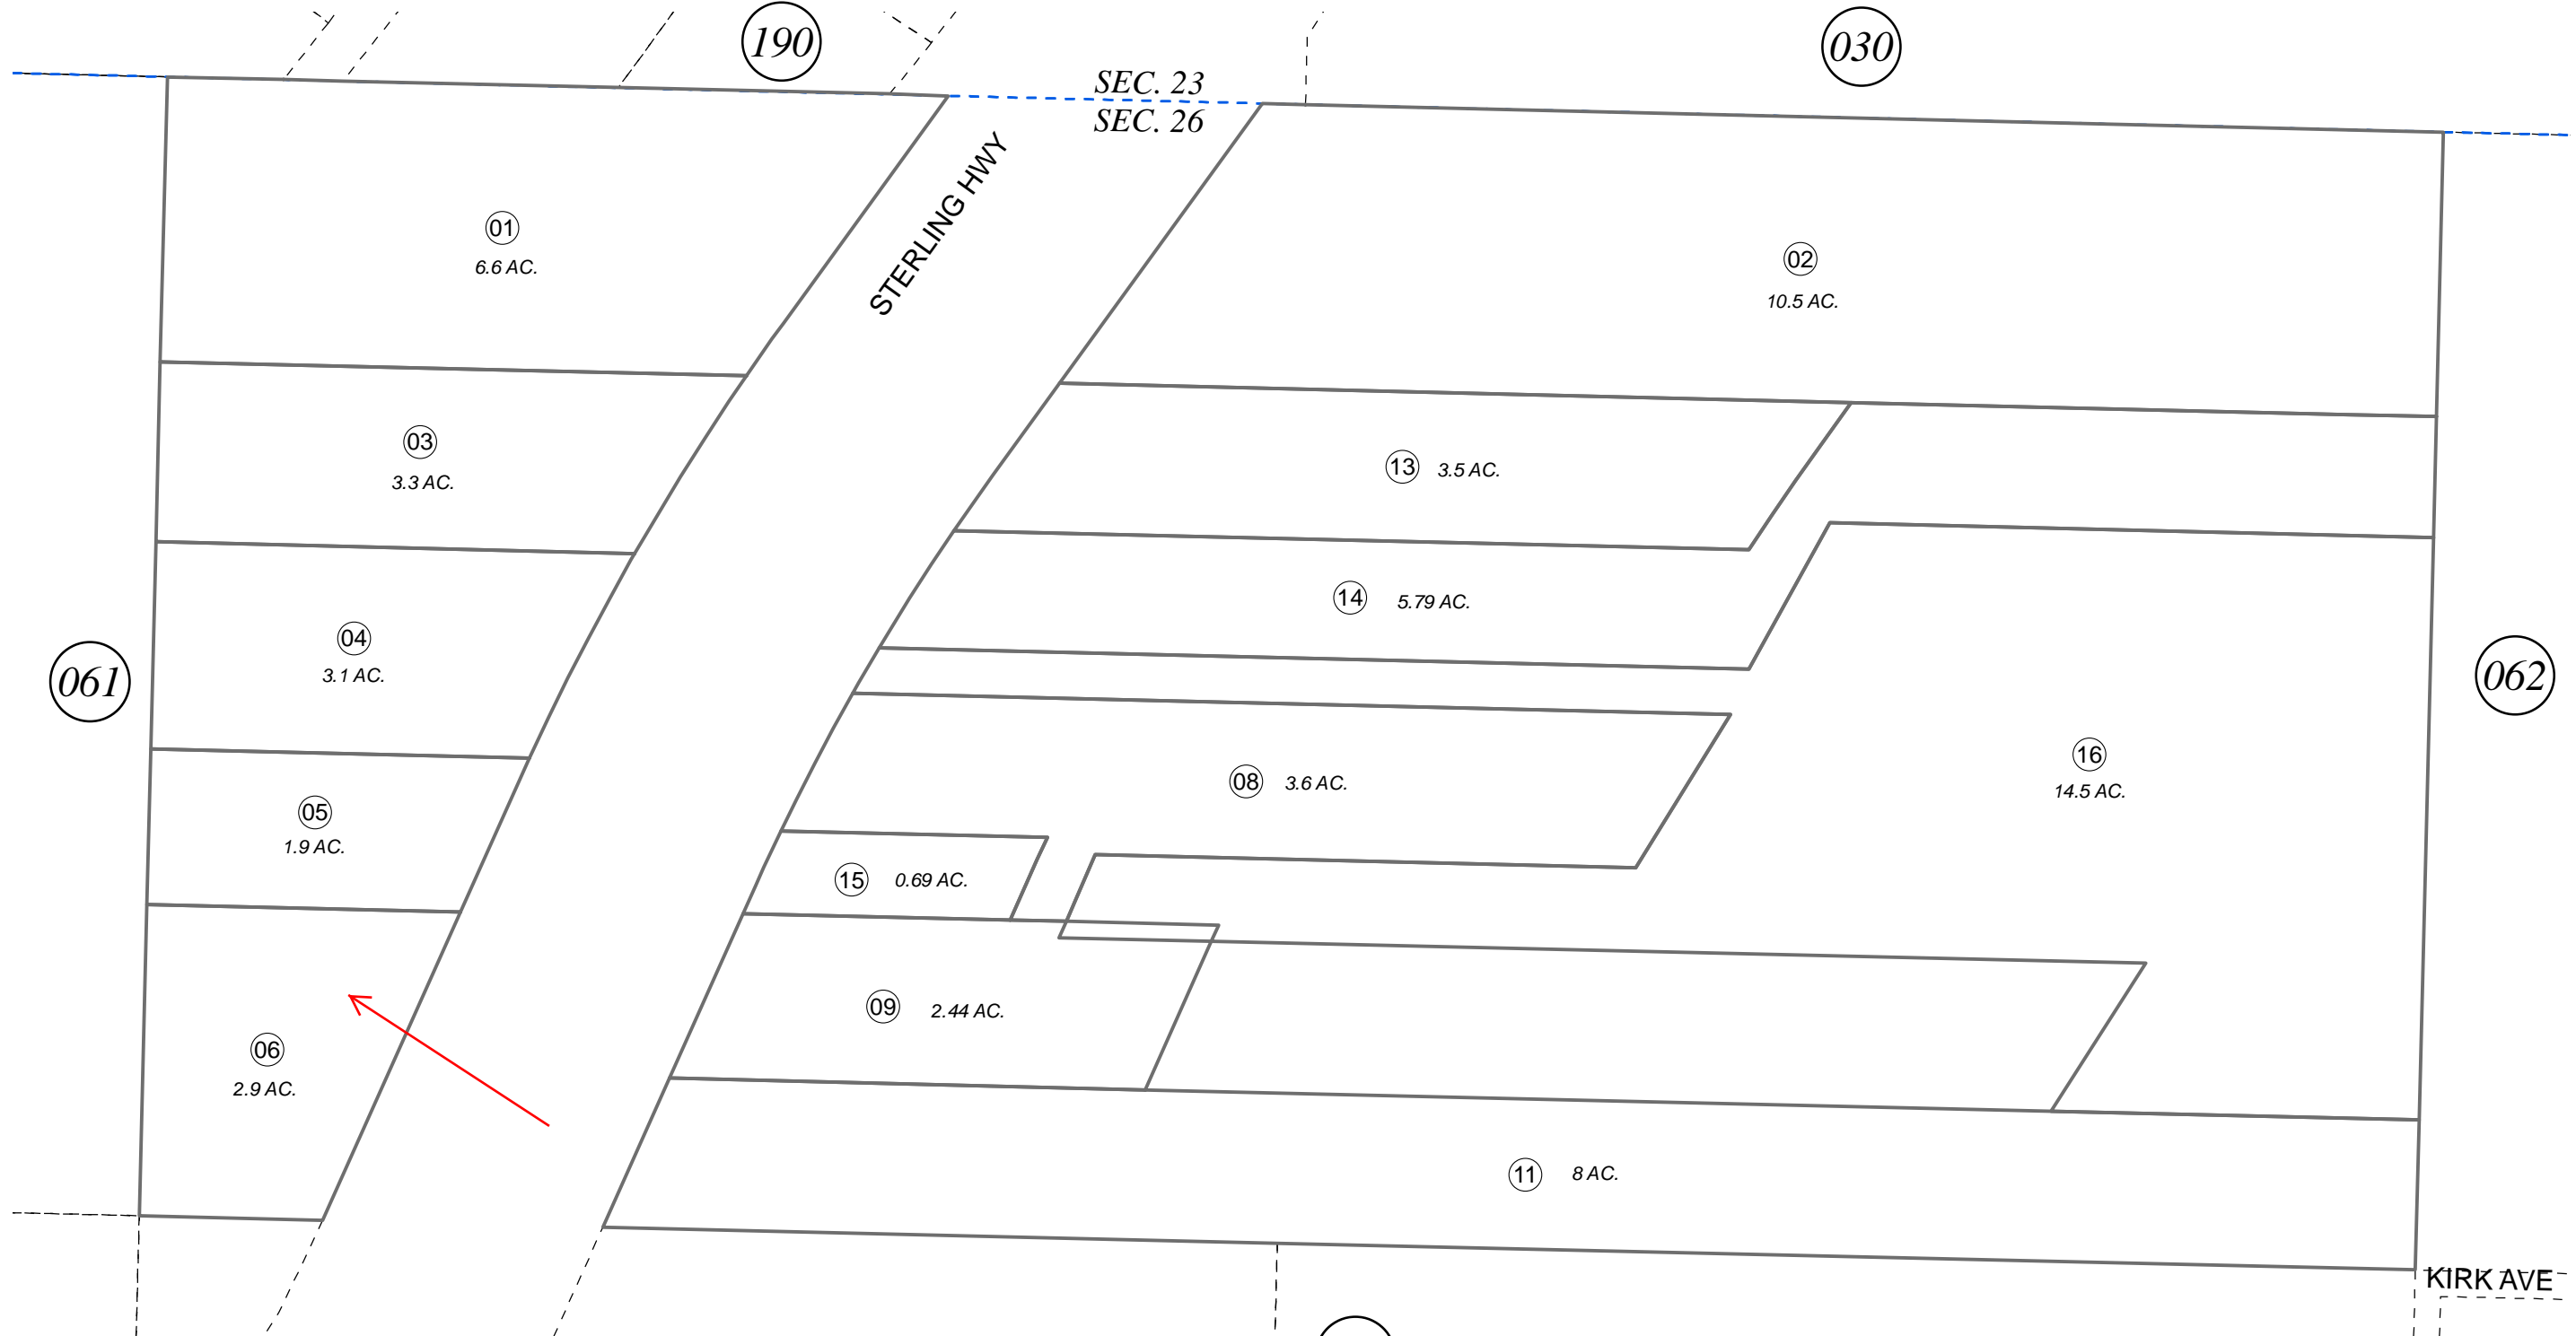 190
030
SEC. 23
SEC. 26
STERLING HWY
01
6.6 AC.
02
10.5 AC.
03
3.3 AC.
13 3.5 AC.
14 5.79 AC.
04
3.1 AC.
061
062
08 3.6 AC.
16
14.5 AC.
05
1.9 AC.
15 0.69 AC.
09 2.44 AC.
06
2.9 AC.
11 8 AC.
KIRK AVE